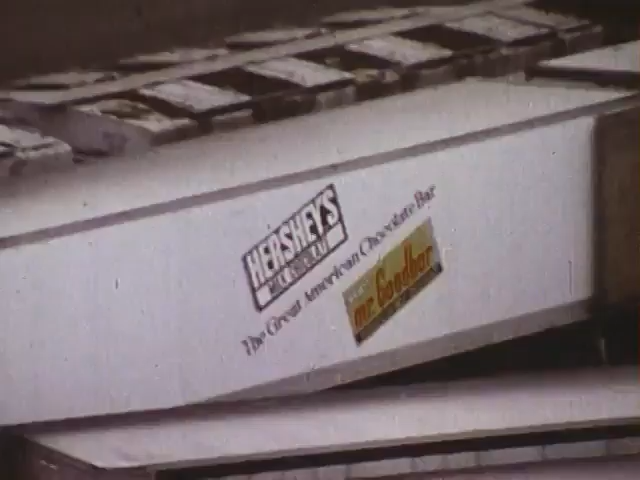 HERSHEY'S
MILK CHOCOLATE
The Great American Chocolate Bar
mr. Goodbar